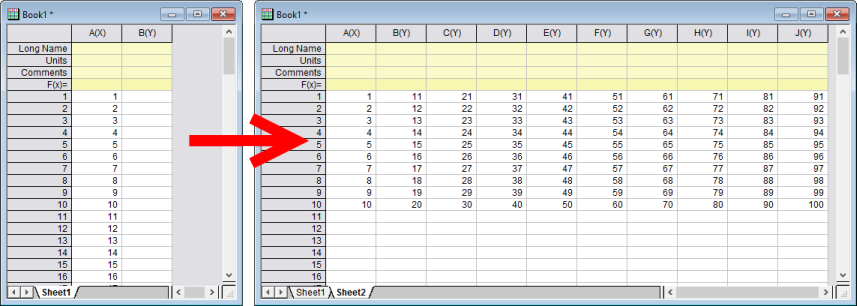 Book1 *
A(X) B(Y)
Long Name
Units
Comments
F(x)=
1 1
2 2
3 3
4 4
5 5
6 6
7 7
8 8
9 9
10 10
11 11
12 12
13 13
14 14
15 15
16 16
Sheet1
Book1 *
A(X) B(Y) C(Y) D(Y) E(Y) F(Y) G(Y) H(Y) I(Y) J(Y)
Long Name
Units
Comments
F(x)=
1 1 11 21 31 41 51 61 71 81 91
2 2 12 22 32 42 52 62 72 82 92
3 3 13 23 33 43 53 63 73 83 93
4 4 14 24 34 44 54 64 74 84 94
5 5 15 25 35 45 55 65 75 85 95
6 6 16 26 36 46 56 66 76 86 96
7 7 17 27 37 47 57 67 77 87 97
8 8 18 28 38 48 58 68 78 88 98
9 9 19 29 39 49 59 69 79 89 99
10 10 20 30 40 50 60 70 80 90 100
11
12
13
14
15
16
Sheet1 Sheet2